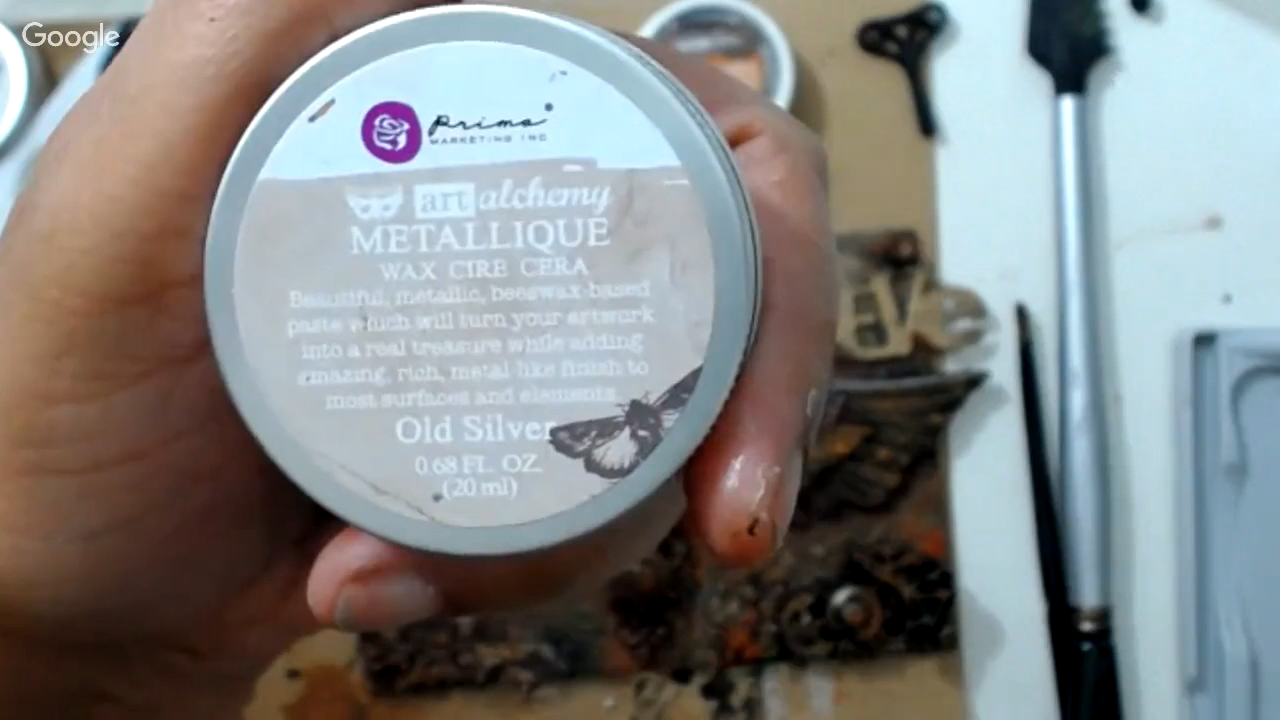 Google
Prima
MARKETING INC
art alchemy
METALLIQUE
WAX CIRE CERA
Beautiful, metallic, beeswax-based
paste which will turn your artwork
into a real treasure while adding
amazing, rich, metal like finish to
most surfaces and elements.
Old Silver
0.68 FL. OZ.
(20 ml)